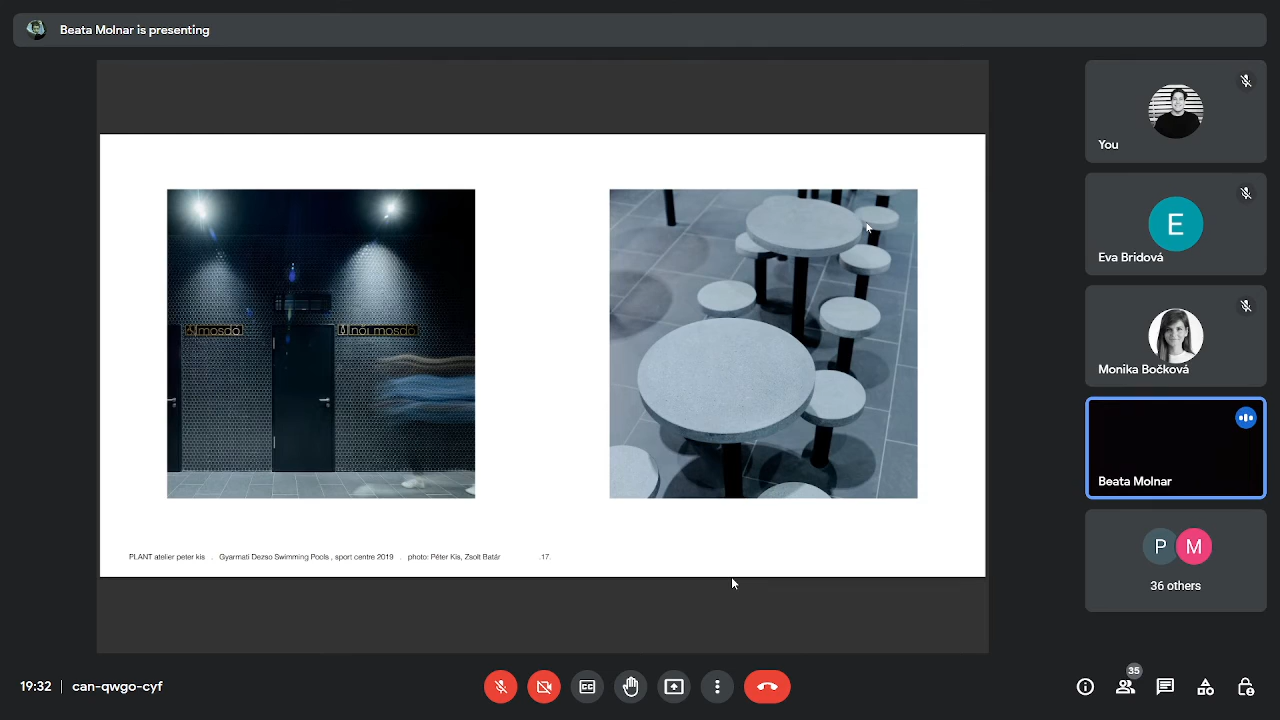 Beata Molnar is presenting
You
E
Eva Bridová
Monika Bočková
Beata Molnar
P M
36 others
mosdó
női mosdó
PLANT atelier peter kis . Gyarmati Dezso Swimming Pools , sport centre 2019 . photo: Péter Kis, Zsolt Batár .17.
19:32 | can-qwgo-cyf
35